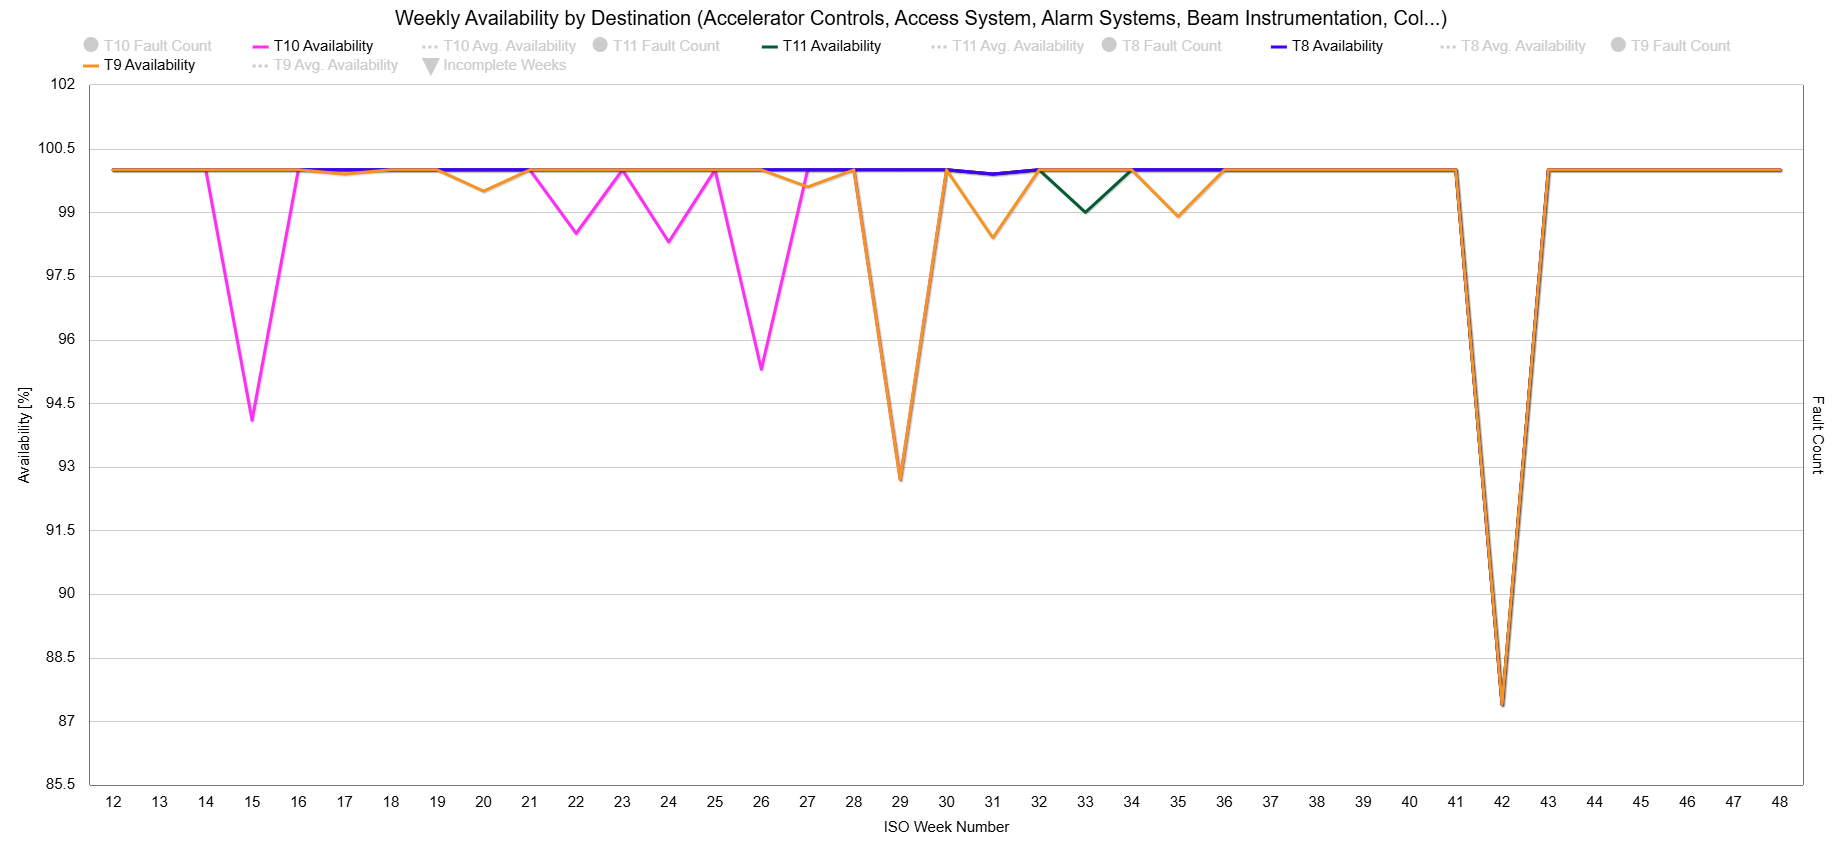 Weekly Availability by Destination (Accelerator Controls, Access System, Alarm Systems, Beam Instrumentation, Col...)
T10 Fault Count T10 Availability T10 Avg. Availability T11 Fault Count T11 Availability T11 Avg. Availability T8 Fault Count T8 Availability T8 Avg. Availability T9 Fault Count
T9 Availability T9 Avg. Availability Incomplete Weeks
102
100.5
99
97.5
96
94.5
93
91.5
90
88.5
87
85.5
Availability [%]
Fault Count
12 13 14 15 16 17 18 19 20 21 22 23 24 25 26 27 28 29 30 31 32 33 34 35 36 37 38 39 40 41 42 43 44 45 46 47 48
ISO Week Number